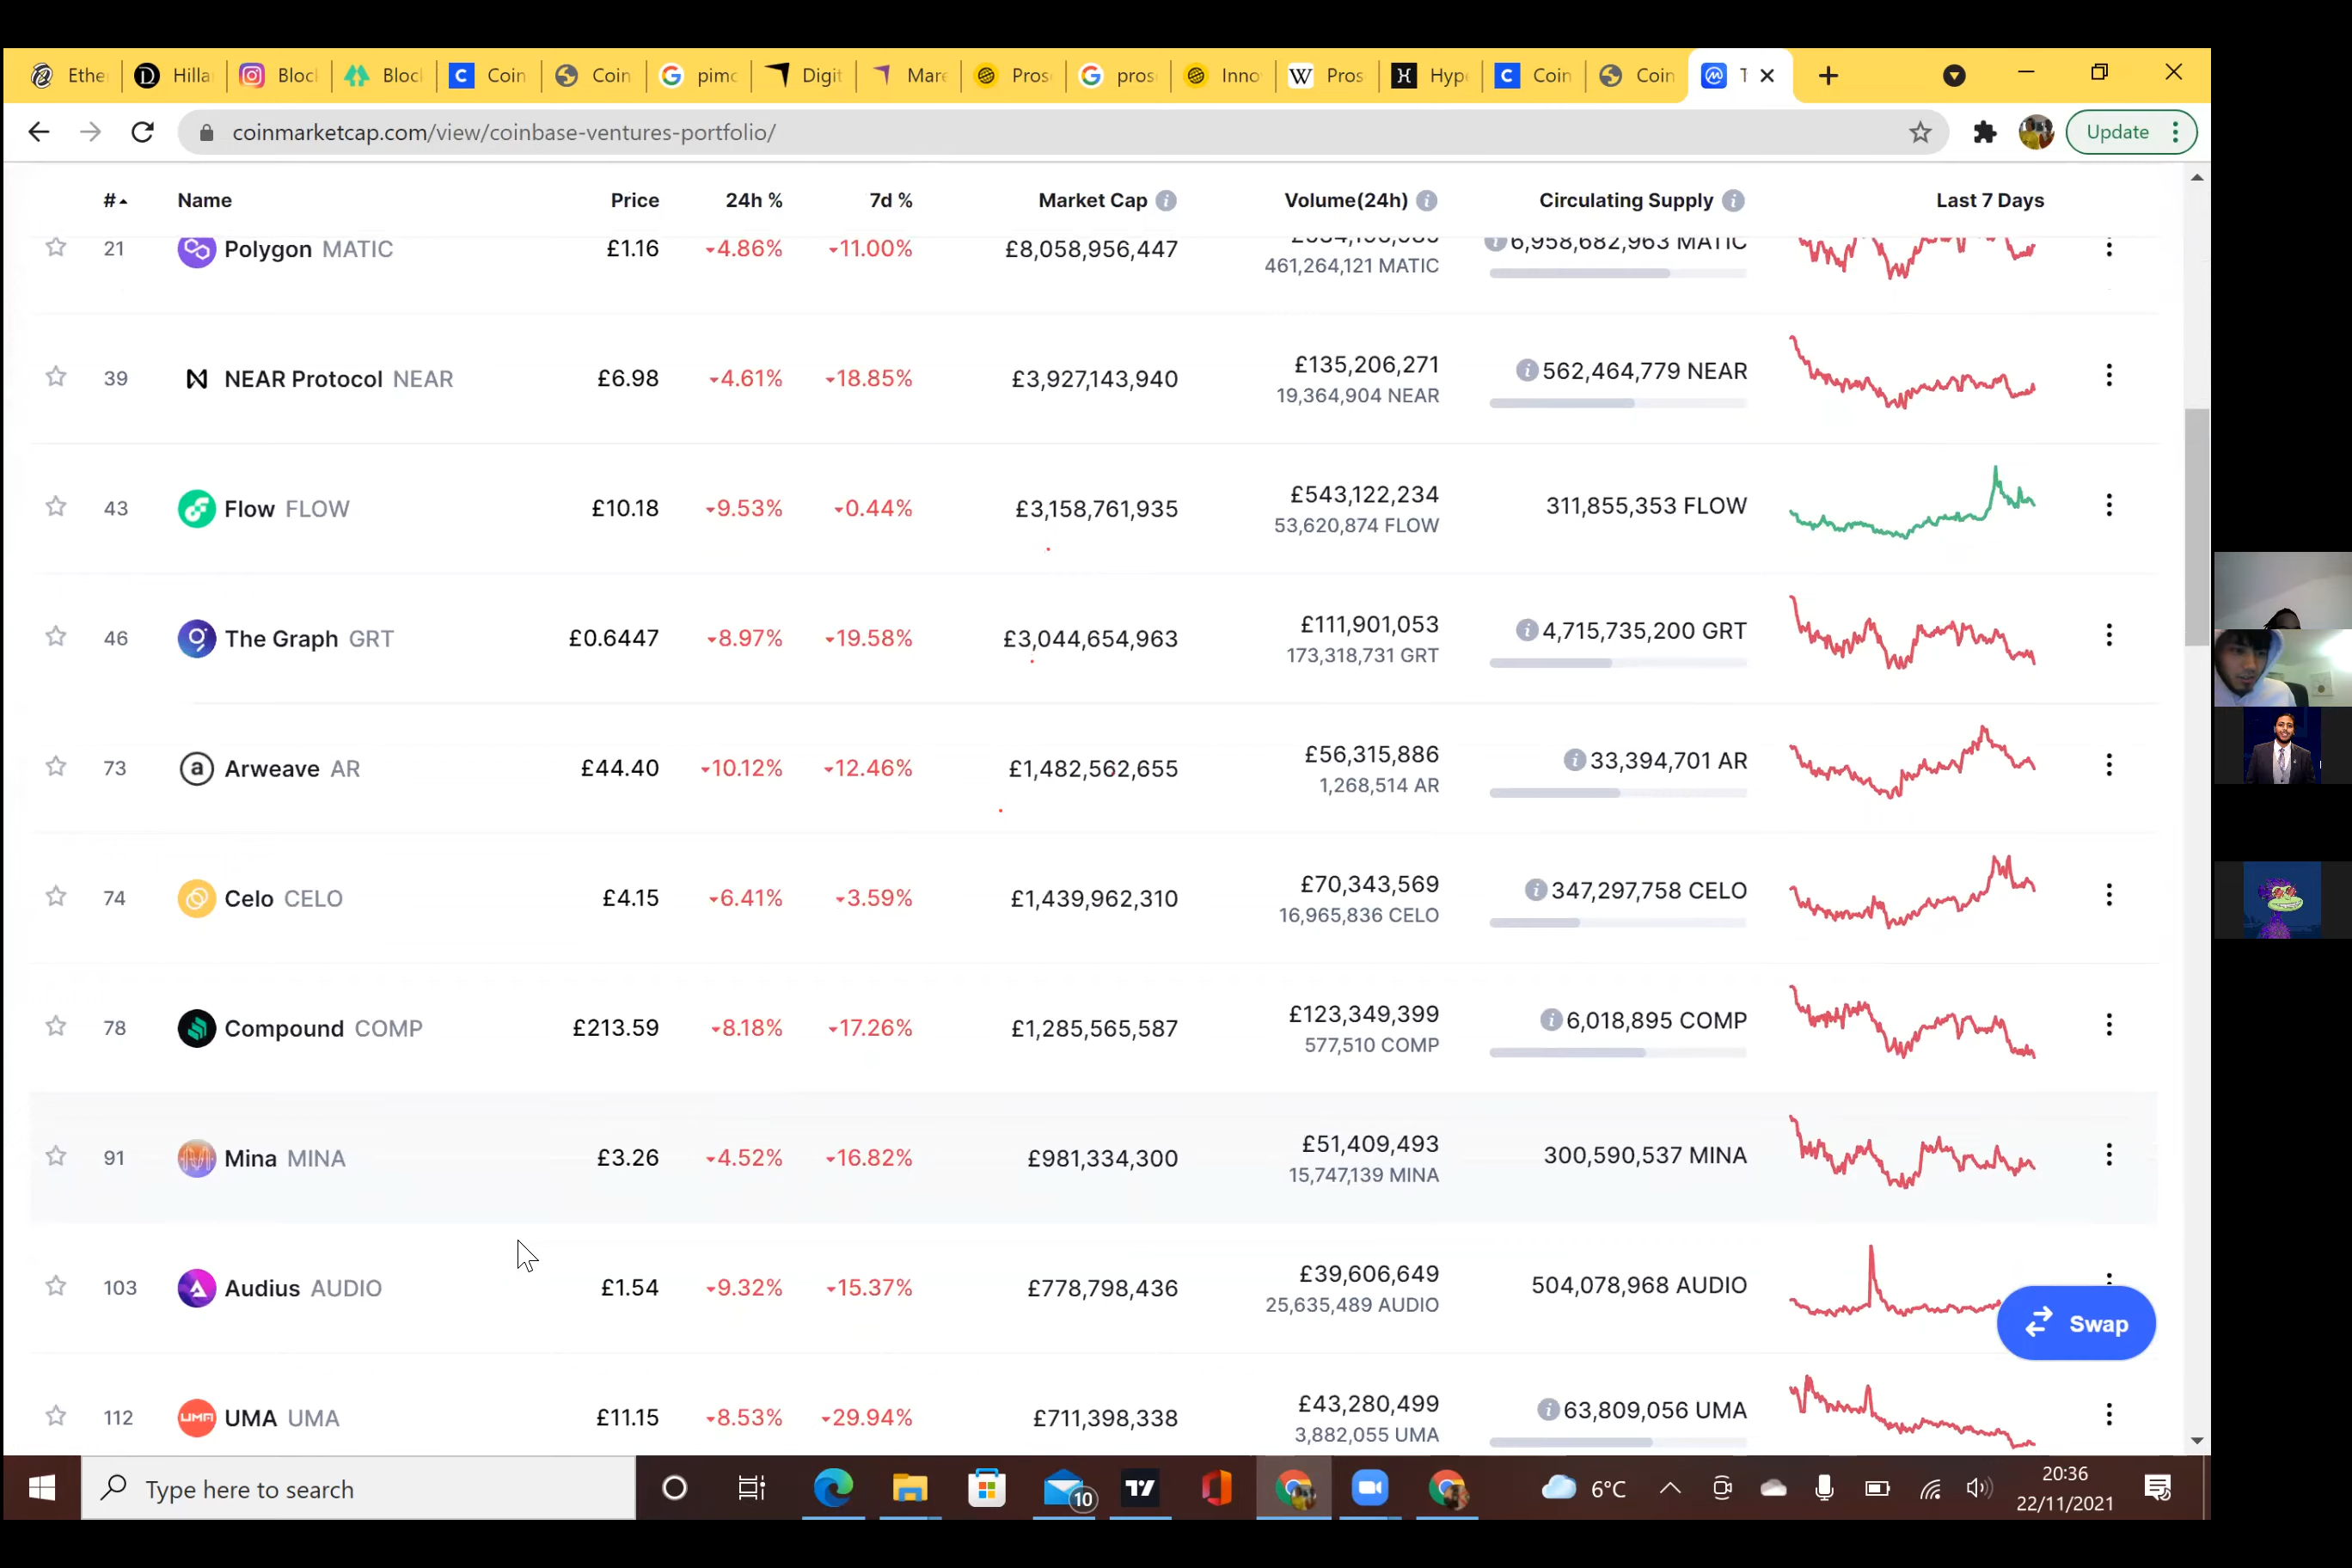 Ethe Hilla Bloc Bloc Coin Coin pimc Digit Mare Pros pros Inno W Pros Hyp Coin Coin T
coinmarketcap.com/view/coinbase-ventures-portfolio/ Update
# Name Price 24h % 7d % Market Cap Volume(24h) Circulating Supply Last 7 Days
21 Polygon MATIC £1.16 4.86% 11.00% £8,058,956,447 6,958,682,963 MATIC
461,264,121 MATIC
39 NEAR Protocol NEAR £6.98 4.61% 18.85% £3,927,143,940 £135,206,271 562,464,779 NEAR
19,364,904 NEAR
43 Flow FLOW £10.18 9.53% 0.44% £3,158,761,935 £543,122,234 311,855,353 FLOW
53,620,874 FLOW
46 The Graph GRT £0.6447 8.97% 19.58% £3,044,654,963 £111,901,053 4,715,735,200 GRT
173,318,731 GRT
73 Arweave AR £44.40 10.12% 12.46% £1,482,562,655 £56,315,886 33,394,701 AR
1,268,514 AR
74 Celo CELO £4.15 6.41% 3.59% £1,439,962,310 £70,343,569 347,297,758 CELO
16,965,836 CELO
78 Compound COMP £213.59 8.18% 17.26% £1,285,565,587 £123,349,399 6,018,895 COMP
577,510 COMP
91 Mina MINA £3.26 4.52% 16.82% £981,334,300 £51,409,493 300,590,537 MINA
15,747,139 MINA
103 Audius AUDIO £1.54 9.32% 15.37% £778,798,436 £39,606,649 504,078,968 AUDIO
25,635,489 AUDIO
Swap
112 UMA UMA £11.15 8.53% 29.94% £711,398,338 £43,280,499 63,809,056 UMA
3,882,055 UMA
Type here to search 10 6°C 20:36
22/11/2021